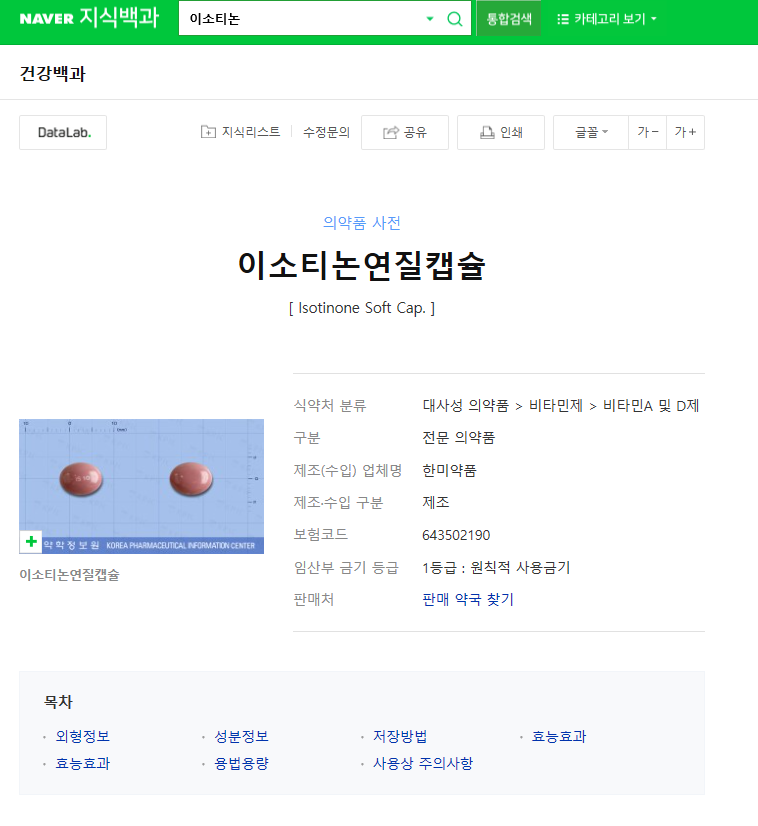 NAVER 지식백과
이소티논
통합검색
카테고리 보기
건강백과
DataLab.
지식리스트
수정문의
공유
인쇄
글꼴
가-
가+
의약품 사전
이소티논연질캡슐
[ Isotinone Soft Cap. ]
약학정보원 KOREA PHARMACEUTICAL INFORMATION CENTER
이소티논연질캡슐
식약처 분류 대사성 의약품 > 비타민제 > 비타민A 및 D제
구분 전문 의약품
제조(수입) 업체명 한미약품
제조·수입 구분 제조
보험코드 643502190
임산부 금기 등급 1등급 : 원칙적 사용금기
판매처 판매 약국 찾기
목차
· 외형정보 · 성분정보 · 저장방법 · 효능효과
· 효능효과 · 용법용량 · 사용상 주의사항